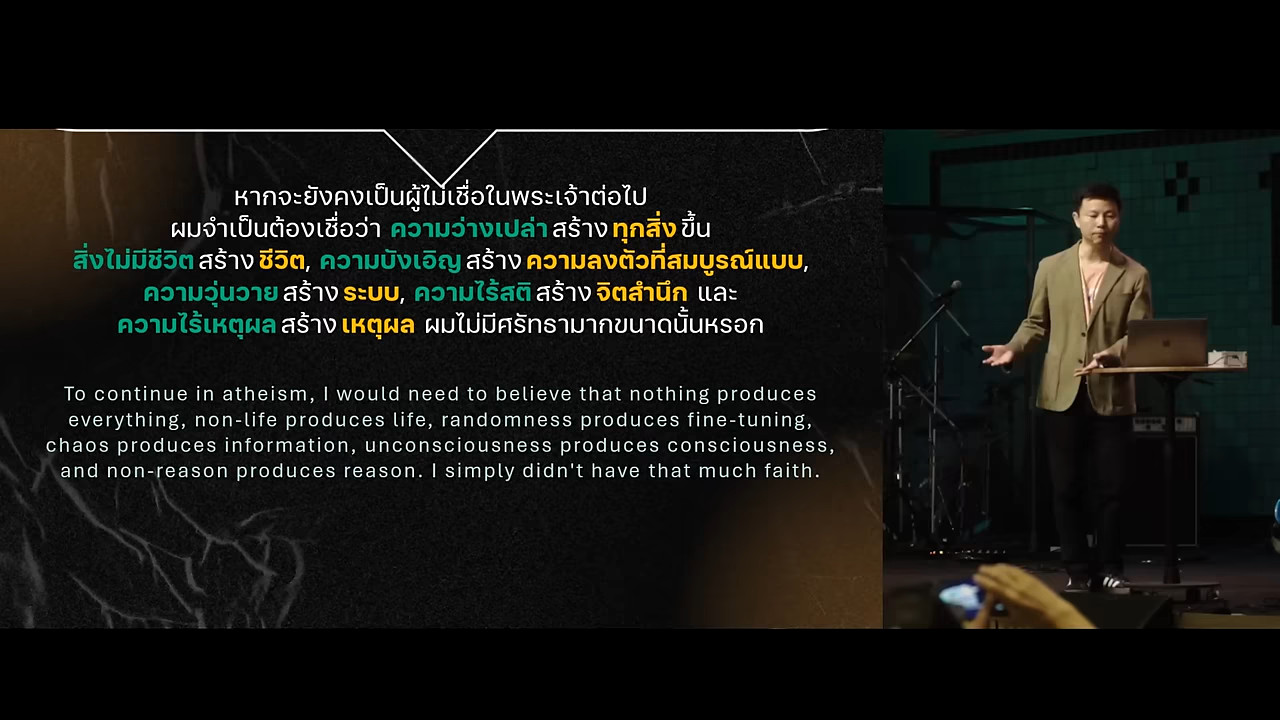 หากจะยังคงเป็นผู้ไม่เชื่อในพระเจ้าต่อไป
ผมจำเป็นต้องเชื่อว่า ความว่างเปล่า สร้าง ทุกสิ่ง ขึ้น
สิ่งไม่มีชีวิต สร้าง ชีวิต, ความบังเอิญ สร้าง ความลงตัวที่สมบูรณ์แบบ,
ความวุ่นวาย สร้าง ระบบ, ความไร้สติ สร้าง จิตสำนึก และ
ความไร้เหตุผล สร้าง เหตุผล ผมไม่มีศรัทธามากขนาดนั้นหรอก
To continue in atheism, I would need to believe that nothing produces
everything, non-life produces life, randomness produces fine-tuning,
chaos produces information, unconsciousness produces consciousness,
and non-reason produces reason. I simply didn't have that much faith.